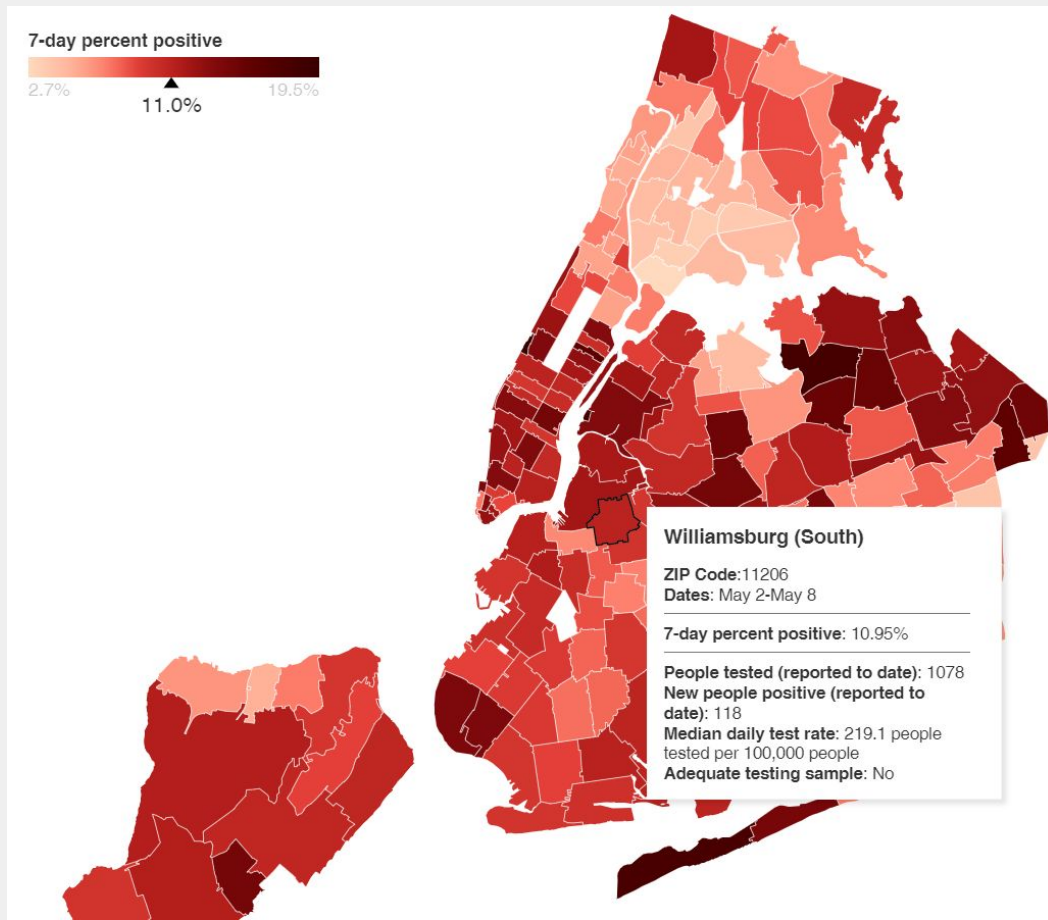 7-day percent positive
2.7%
19.5%
11.0%
Williamsburg (South)
ZIP Code:11206
Dates: May 2-May 8
7-day percent positive: 10.95%
People tested (reported to date): 1078
New people positive (reported to
date): 118
Median daily test rate: 219.1 people
tested per 100,000 people
Adequate testing sample: No